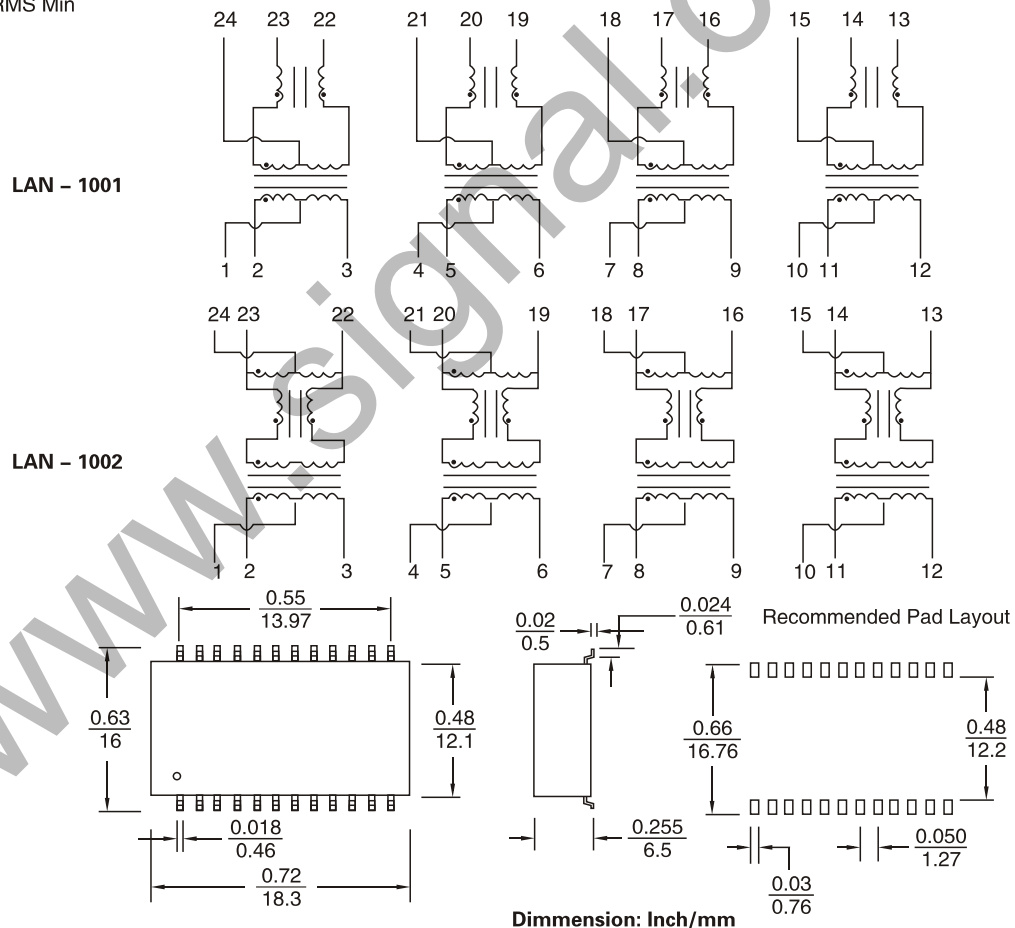 RMS Min
24 23 22 21 20 19 18 17 16 15 14 13
LAN – 1001
1 2 3 4 5 6 7 8 9 10 11 12
24 23 22 21 20 19 18 17 16 15 14 13
LAN – 1002
1 2 3 4 5 6 7 8 9 10 11 12
0.55
13.97
0.02
0.5
0.024
0.61
Recommended Pad Layout
0.63
16
0.48
12.1
0.66
16.76
0.48
12.2
0.018
0.46
0.255
6.5
0.050
1.27
0.72
18.3
0.03
0.76
Dimmension: Inch/mm
www.signal.c